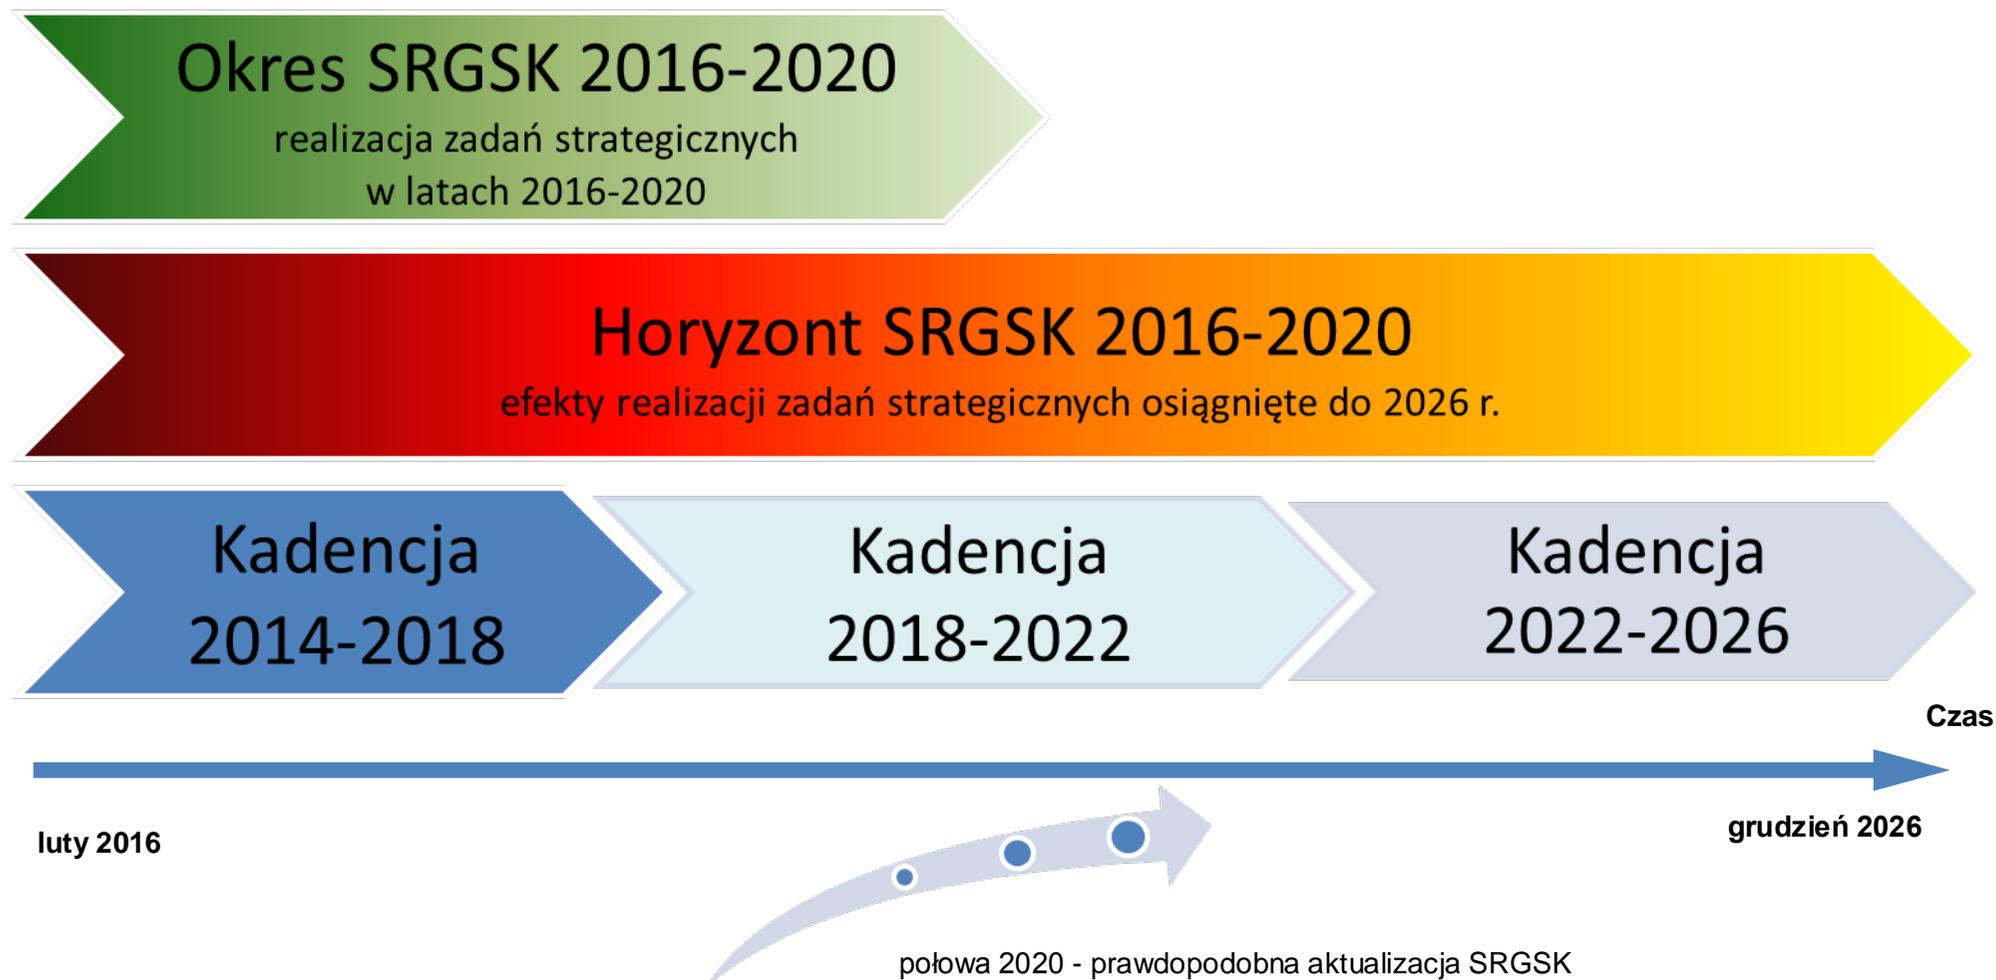 Okres SRGSK 2016-2020
realizacja zadań strategicznych
w latach 2016-2020
Horyzont SRGSK 2016-2020
efekty realizacji zadań strategicznych osiągnięte do 2026 r.
Kadencja
2014-2018
Kadencja
2018-2022
Kadencja
2022-2026
Czas
luty 2016
grudzień 2026
połowa 2020 - prawdopodobna aktualizacja SRGSK